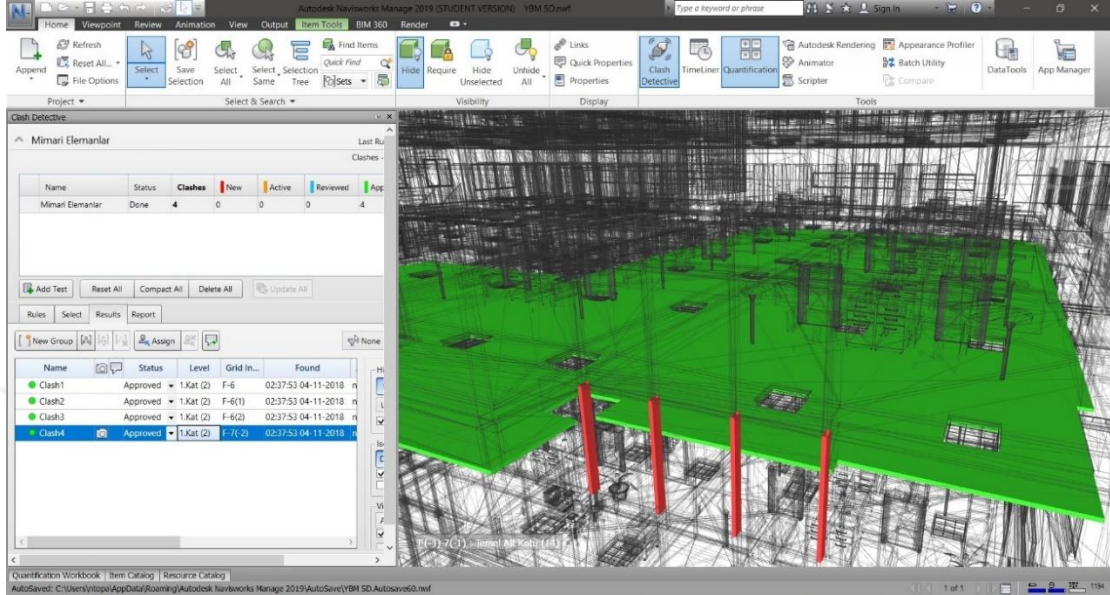 Autodesk Navisworks Manage 2019 (STUDENT VERSION) YBM 5D.nwf
Type a keyword or phrase
Sign In
Home Viewpoint Review Animation View Output Item Tools BIM 360 Render
Append
Refresh
Reset All...
File Options
Project
Select
Save Selection
Select All
Select Same
Selection Tree
Find Items
Quick Find
Sets
Select & Search
Hide
Require
Hide Unselected
Unhide All
Visibility
Links
Quick Properties
Properties
Display
Clash Detective
TimeLiner
Quantification
Autodesk Rendering
Animator
Scripter
Appearance Profiler
Batch Utility
Compare
Tools
DataTools
App Manager
Clash Detective
Mimari Elemanlar
Last Ru
Clashes -
Name Status Clashes New Active Reviewed App
Mimari Elemanlar Done 4 0 0 0 4
Add Test Reset All Compact All Delete All Update All
Rules Select Results Report
New Group Assign None
Name Status Level Grid In... Found
Clash1 Approved 1.Kat (2) F-6 02:37:53 04-11-2018
Clash2 Approved 1.Kat (2) F-6(1) 02:37:53 04-11-2018
Clash3 Approved 1.Kat (2) F-6(2) 02:37:53 04-11-2018
Clash4 Approved 1.Kat (2) F-7(-2) 02:37:53 04-11-2018
Quantification Workbook Item Catalog Resource Catalog
AutoSaved: C:\Users\ntopa\AppData\Roaming\Autodesk Navisworks Manage 2019\AutoSave\YBM 5D.Autosave60.nwf
1 of 1
1194